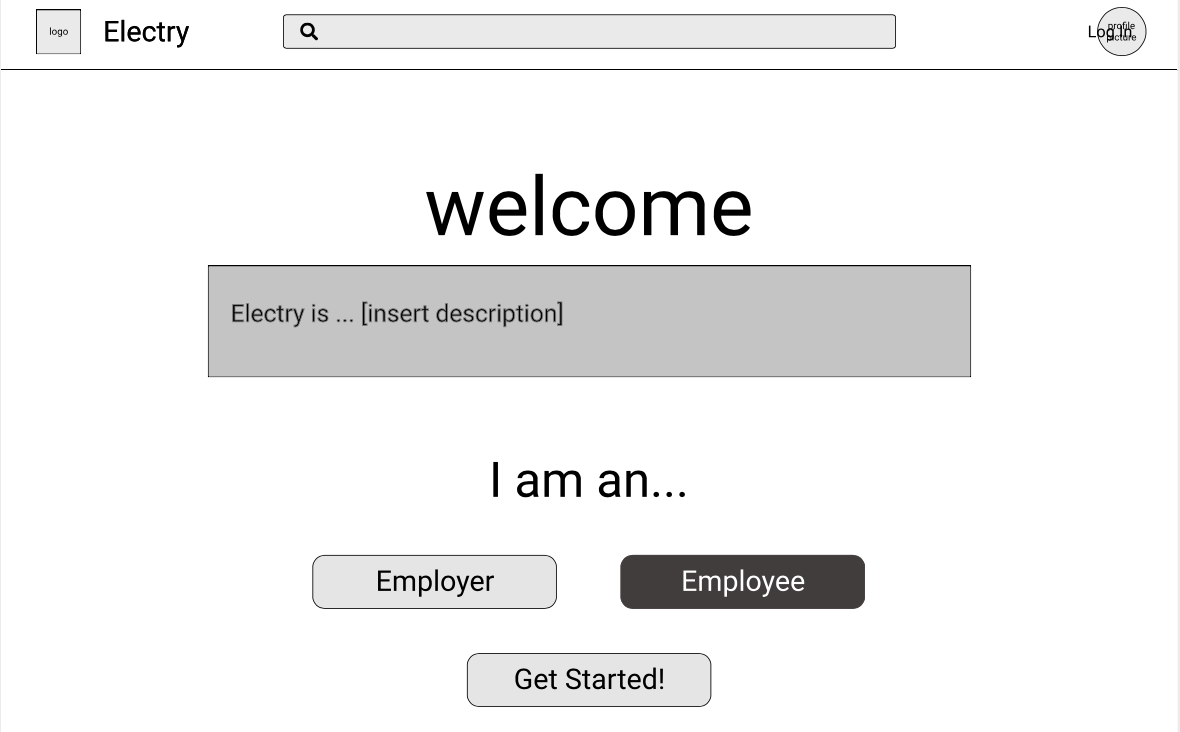 logo
Electry
Log In
profile
picture
welcome
Electry is ... [insert description]
I am an...
Employer
Employee
Get Started!